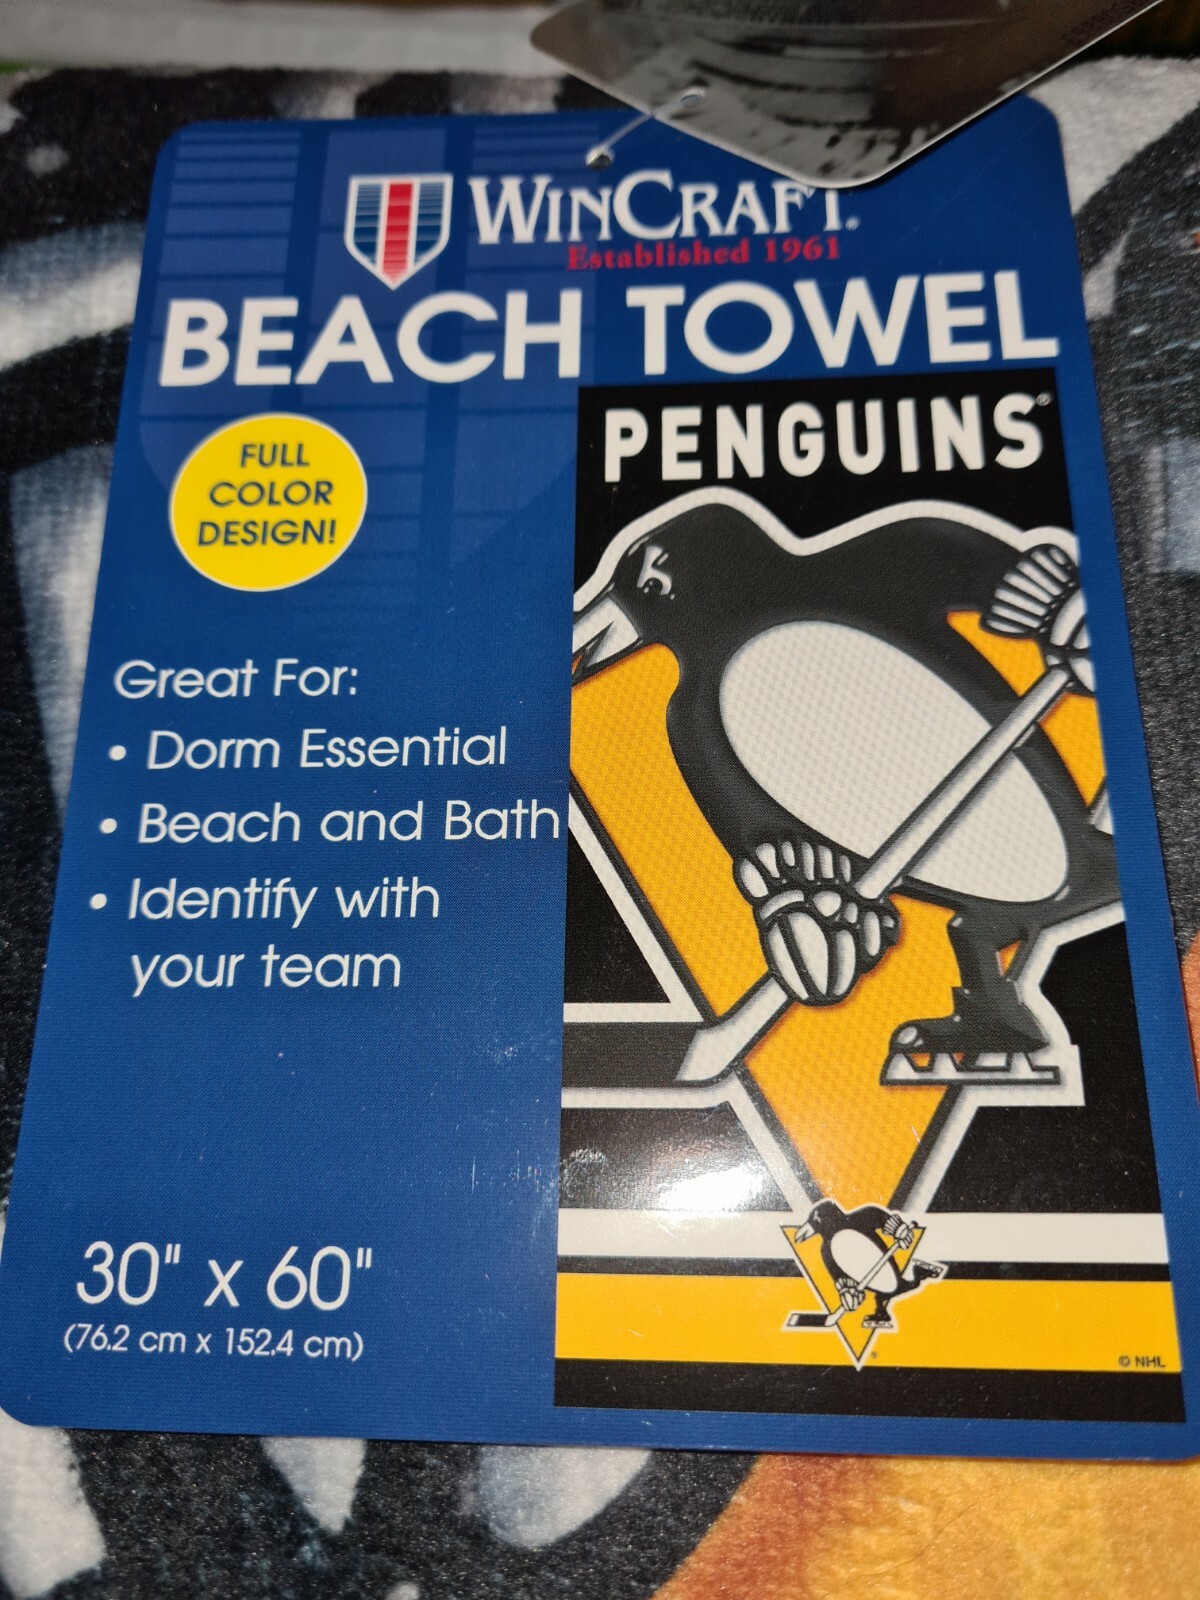 WINCRAFT®
Established 1961
BEACH TOWEL
FULL
COLOR
DESIGN!
PENGUINS®
Great For:
• Dorm Essential
• Beach and Bath
• Identify with
your team
30" x 60"
(76.2 cm x 152.4 cm)
© NHL